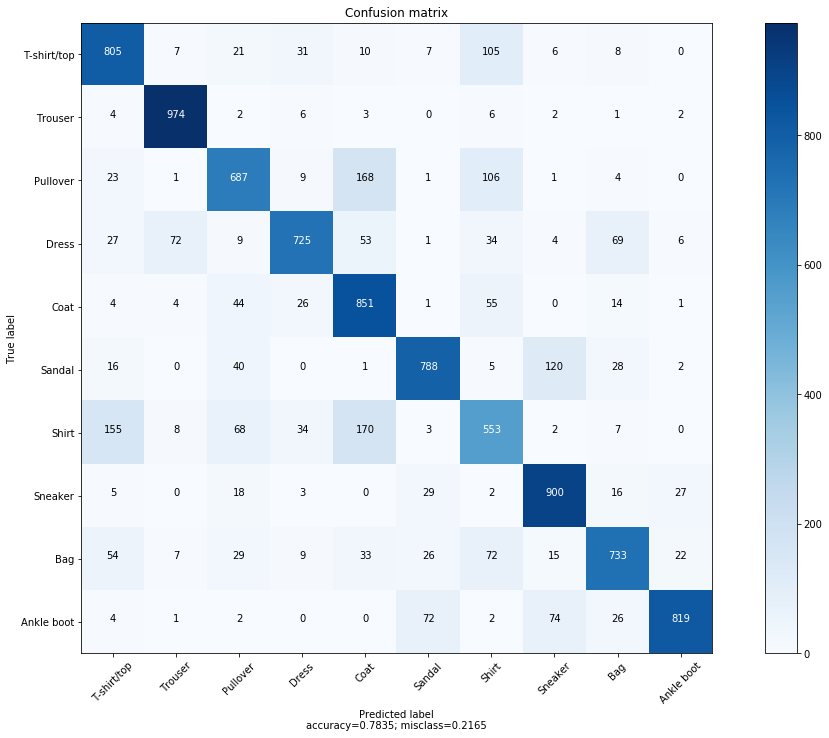 Confusion matrix
T-shirt/top 805 7 21 31 10 7 105 6 8 0
Trouser 4 974 2 6 3 0 6 2 1 2
Pullover 23 1 687 9 168 1 106 1 4 0
Dress 27 72 9 725 53 1 34 4 69 6
Coat 4 4 44 26 851 1 55 0 14 1
Sandal 16 0 40 0 1 788 5 120 28 2
Shirt 155 8 68 34 170 3 553 2 7 0
Sneaker 5 0 18 3 0 29 2 900 16 27
Bag 54 7 29 9 33 26 72 15 733 22
Ankle boot 4 1 2 0 0 72 2 74 26 819
True label
T-shirt/top Trouser Pullover Dress Coat Sandal Shirt Sneaker Bag Ankle boot
Predicted label
accuracy=0.7835; misclass=0.2165
800
600
400
200
0